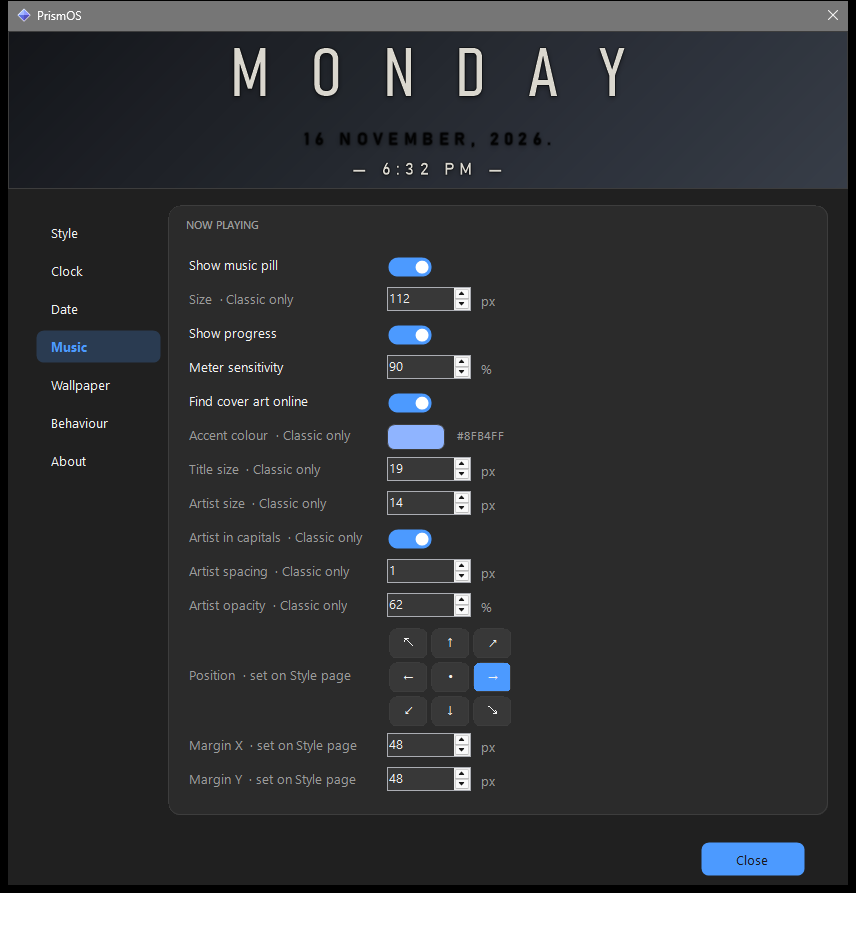 PrismOS
MONDAY
16 NOVEMBER, 2026.
— 6:32 PM —
Style
Clock
Date
Music
Wallpaper
Behaviour
About
NOW PLAYING
Show music pill
Size · Classic only 112 px
Show progress
Meter sensitivity 90 %
Find cover art online
Accent colour · Classic only #8FB4FF
Title size · Classic only 19 px
Artist size · Classic only 14 px
Artist in capitals · Classic only
Artist spacing · Classic only 1 px
Artist opacity · Classic only 62 %
↖ ↑ ↗
Position · set on Style page ← • →
↙ ↓ ↘
Margin X · set on Style page 48 px
Margin Y · set on Style page 48 px
Close